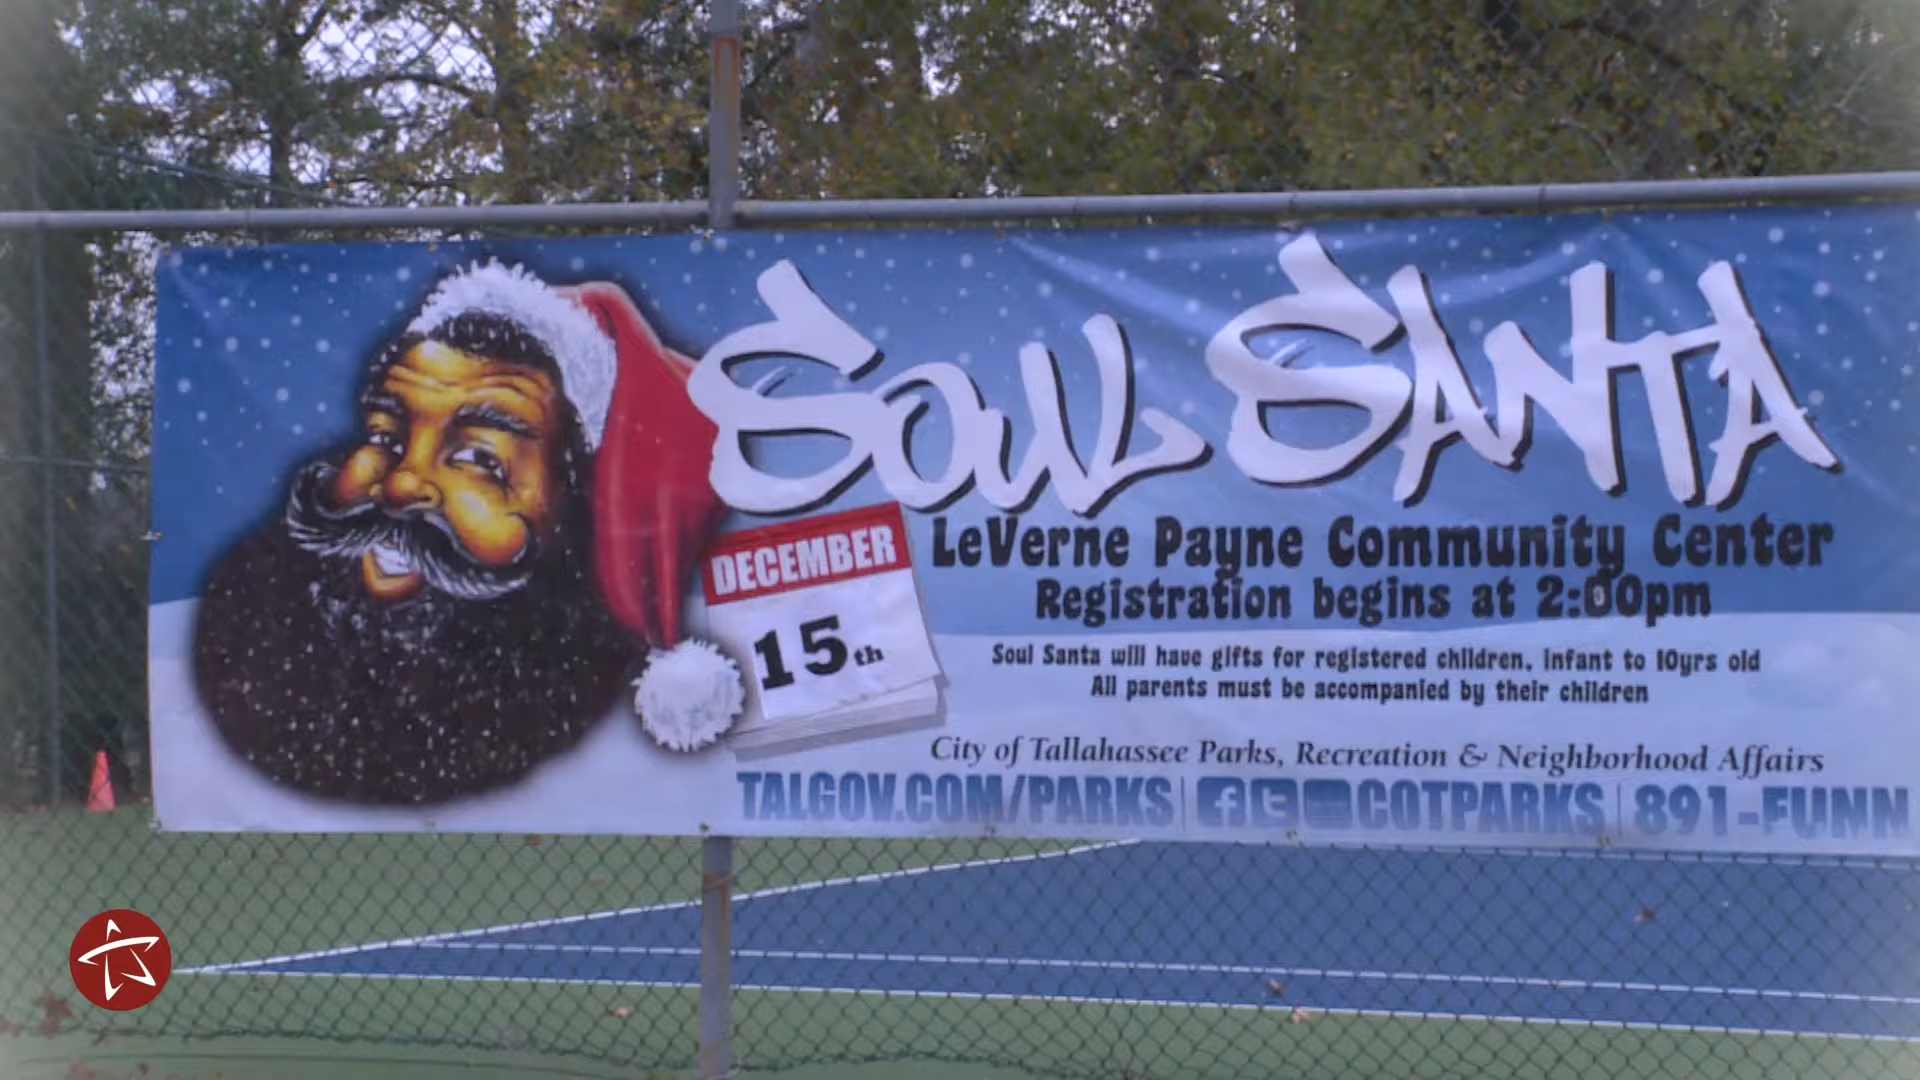 SOUL SANTA
DECEMBER
15th
LeVerne Payne Community Center
Registration begins at 2:00pm
Soul Santa will have gifts for registered children, infant to 10yrs old
All parents must be accompanied by their children
City of Tallahassee Parks, Recreation & Neighborhood Affairs
TALGOV.COM/PARKS | COTPARKS | 891-FUNN